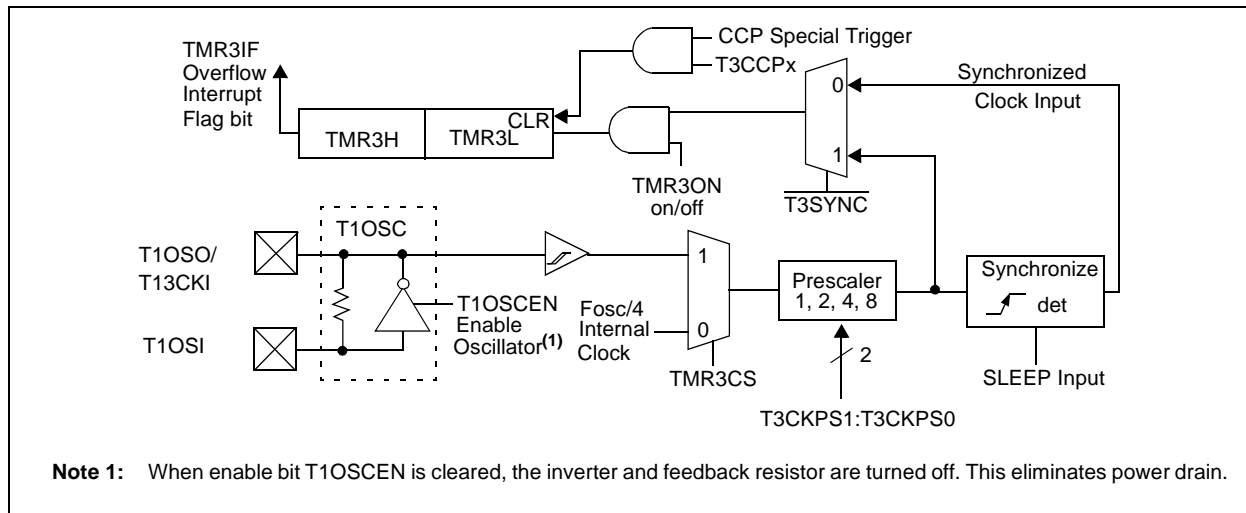 TMR3IF
Overflow
Interrupt
Flag bit
TMR3H
TMR3L
CLR
CCP Special Trigger
T3CCPx
TMR3ON
on/off
0
1
T3SYNC
Synchronized
Clock Input
T1OSC
T1OSO/
T13CKI
T1OSI
T1OSCEN
Enable
Oscillator(1)
Fosc/4
Internal
Clock
1
0
TMR3CS
Prescaler
1, 2, 4, 8
2
T3CKPS1:T3CKPS0
Synchronize
det
SLEEP Input
Note 1: When enable bit T1OSCEN is cleared, the inverter and feedback resistor are turned off. This eliminates power drain.